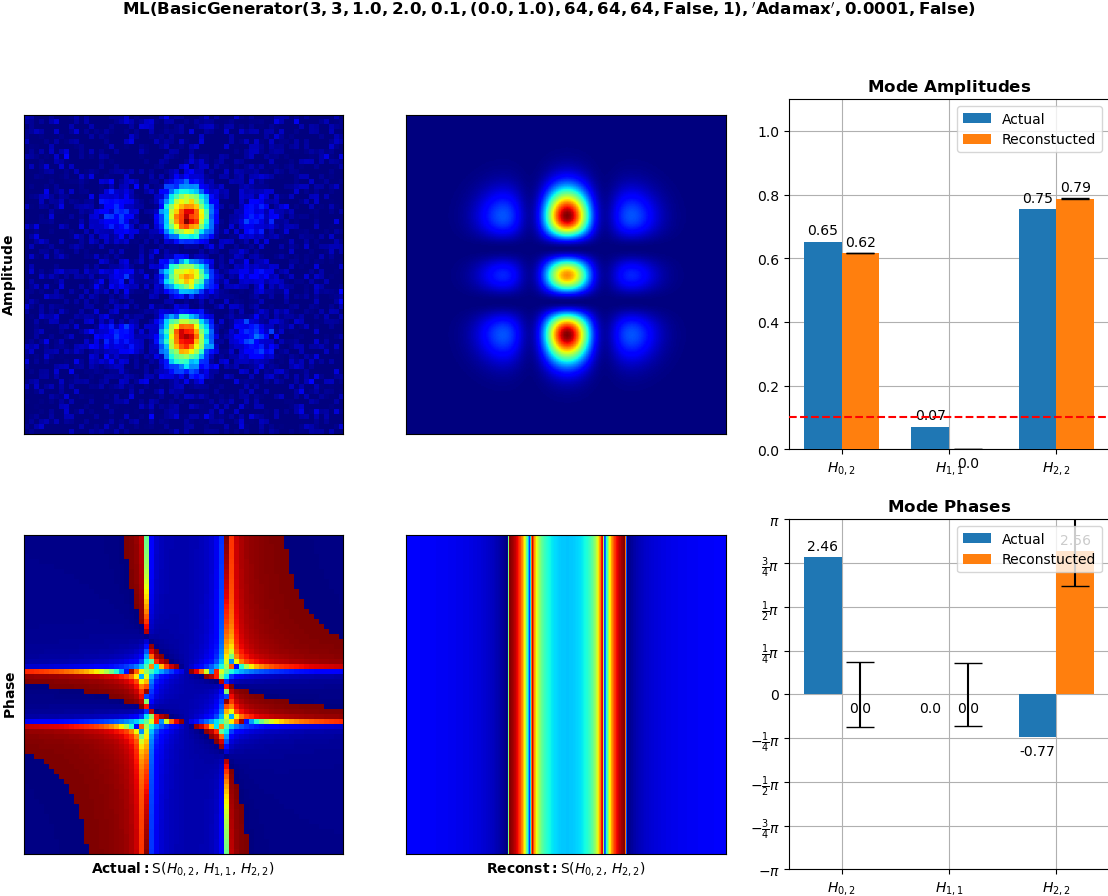 ML(BasicGenerator(3, 3, 1.0, 2.0, 0.1, (0.0, 1.0), 64, 64, 64, False, 1), 'Adamax', 0.0001, False)
Amplitude
Mode Amplitudes
Actual
Reconstucted
1.0
0.8
0.6
0.4
0.2
0.0
0.65
0.62
0.07
0.0
0.75
0.79
H0,2
H1,1
H2,2
Phase
Actual: S(H0,2, H1,1, H2,2)
Reconst: S(H0,2, H2,2)
Mode Phases
Actual
Reconstucted
π
3/4π
1/2π
1/4π
0
−1/4π
−1/2π
−3/4π
−π
2.46
0.0
0.0
0.0
-0.77
2.56
H0,2
H1,1
H2,2